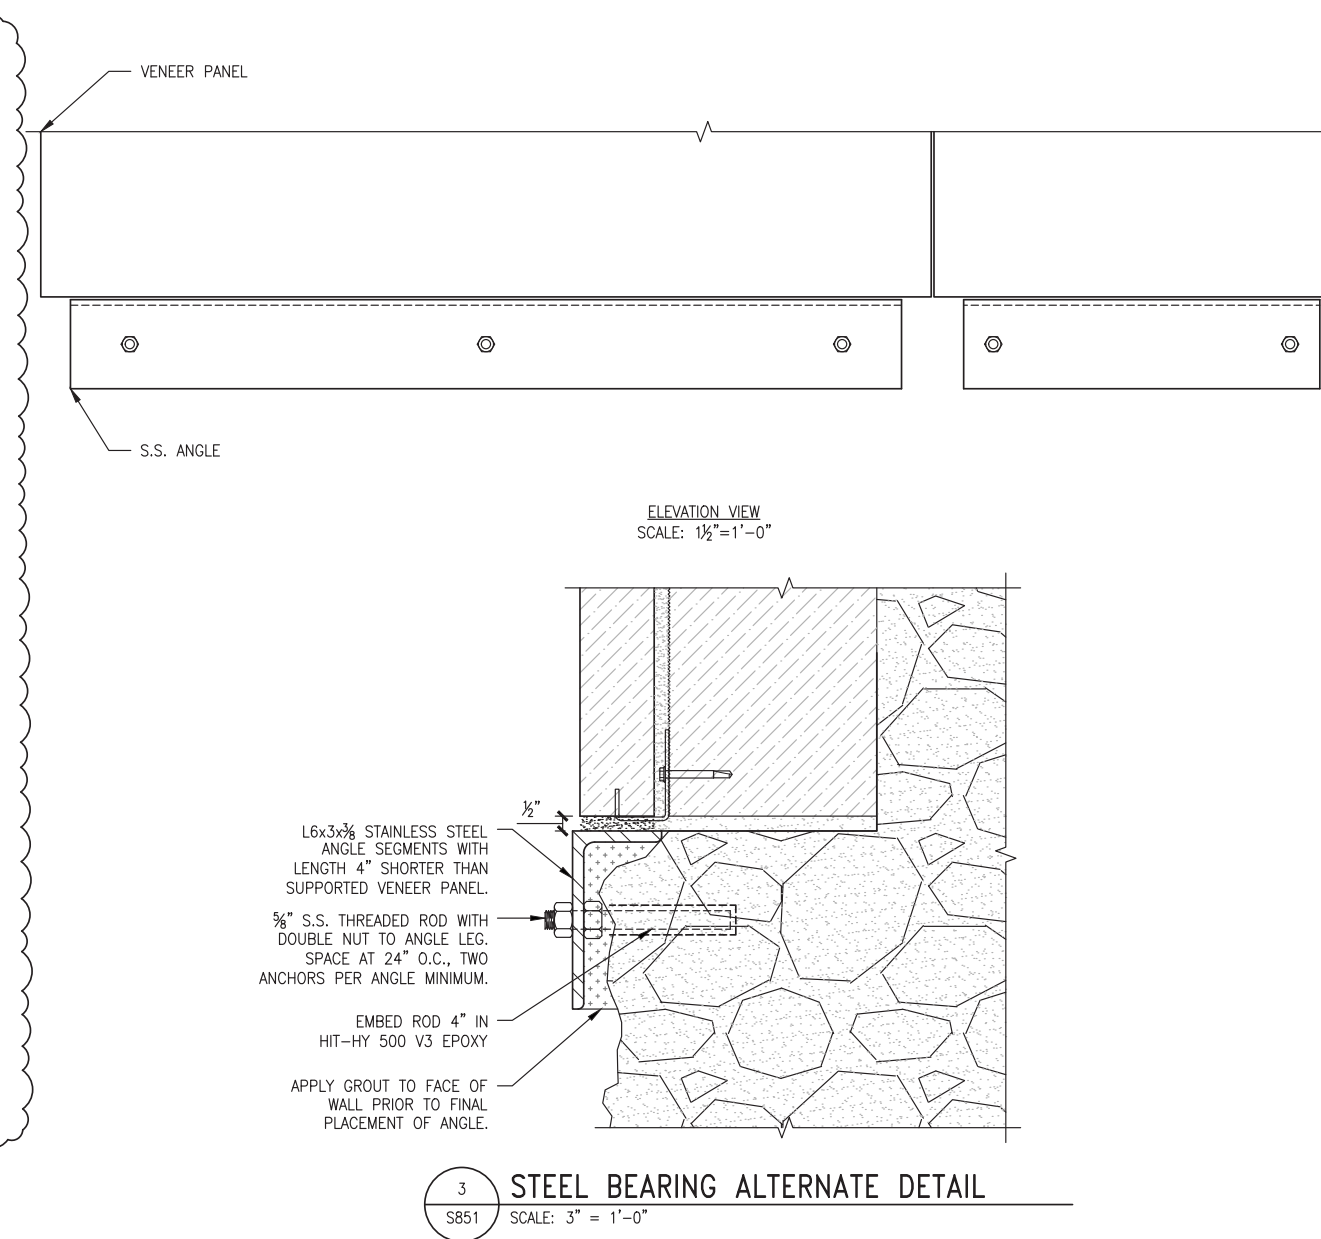 VENEER PANEL
S.S. ANGLE
ELEVATION VIEW
SCALE: 1½"=1'-0"
½"
L6x3x⅜ STAINLESS STEEL
ANGLE SEGMENTS WITH
LENGTH 4" SHORTER THAN
SUPPORTED VENEER PANEL.
⅝" S.S. THREADED ROD WITH
DOUBLE NUT TO ANGLE LEG.
SPACE AT 24" O.C., TWO
ANCHORS PER ANGLE MINIMUM.
EMBED ROD 4" IN
HIT-HY 500 V3 EPOXY
APPLY GROUT TO FACE OF
WALL PRIOR TO FINAL
PLACEMENT OF ANGLE.
3
S851
STEEL BEARING ALTERNATE DETAIL
SCALE: 3" = 1'-0"